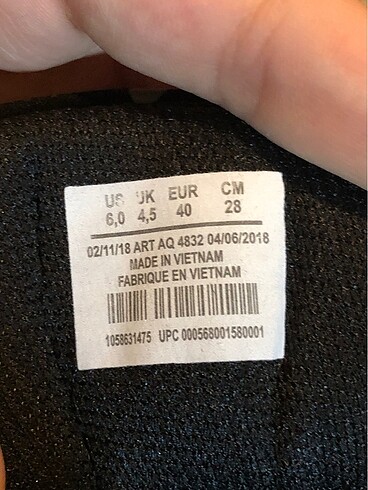 US UK EUR CM
6,0 4,5 40 28
02/11/18 ART AQ 4832 04/06/2018
MADE IN VIETNAM
FABRIQUE EN VIETNAM
1058631475 UPC 000568001580001